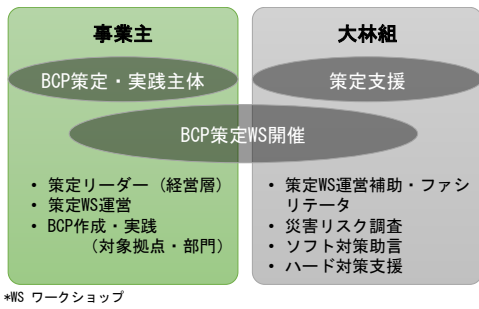 事業主
大林組
BCP策定・実践主体
策定支援
BCP策定WS開催
• 策定リーダー（経営層）
• 策定WS運営
• BCP作成・実践
（対象拠点・部門）
• 策定WS運営補助・ファシ
リテータ
• 災害リスク調査
• ソフト対策助言
• ハード対策支援
*WS ワークショップ